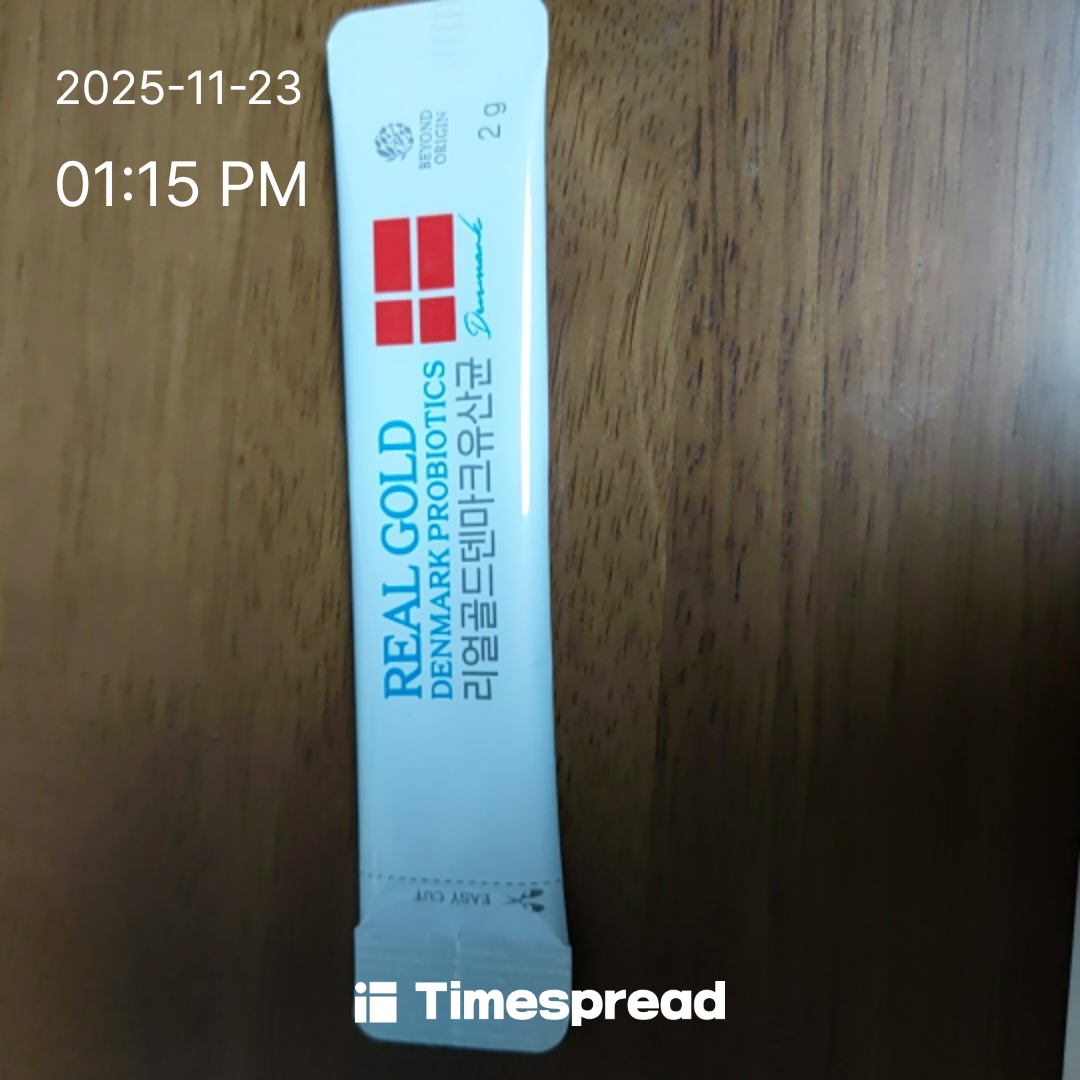 2025-11-23
01:15 PM
BEYOND
ORIGIN
2 g
Denmark
REAL GOLD
DENMARK PROBIOTICS
리얼골드덴마크유산균
EASY CUT
Timespread